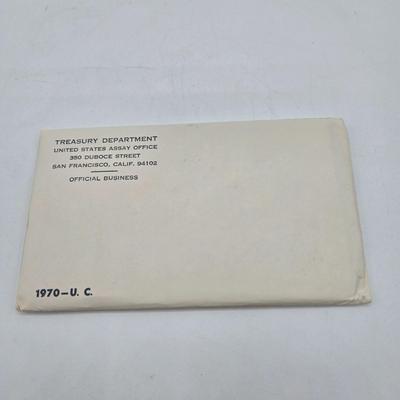 TREASURY DEPARTMENT
UNITED STATES ASSAY OFFICE
350 DUBOCE STREET
SAN FRANCISCO, CALIF. 94102
OFFICIAL BUSINESS
1970–U. C.